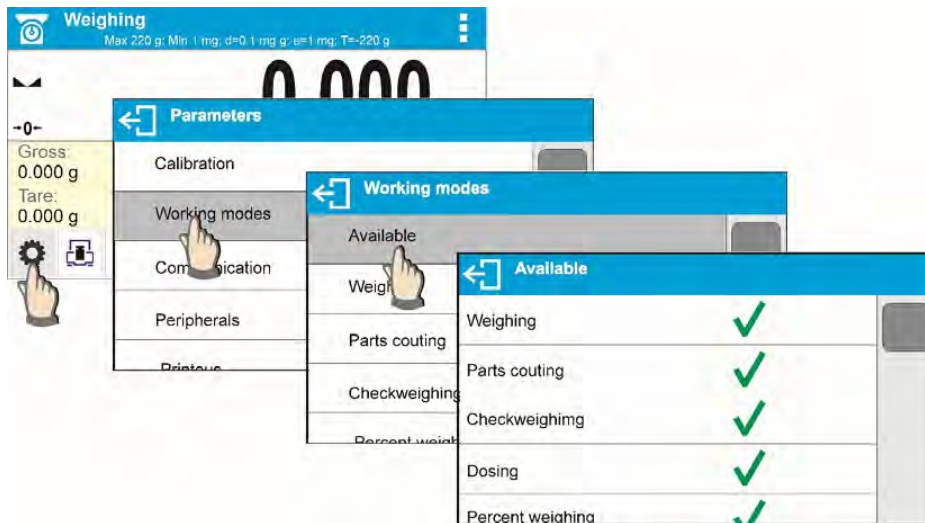 Weighing
Max 220 g; Min 1 mg; d=0.1 mg g; e=1 mg; T=-220 g
0.000
→0←
Gross:
0.000 g
Tare:
0.000 g
Parameters
Calibration
Working modes
Peripherals
Working modes
Available
Parts couting
Checkweighing
Available
Weighing
Parts couting
Checkweighimg
Dosing
Percent weighing